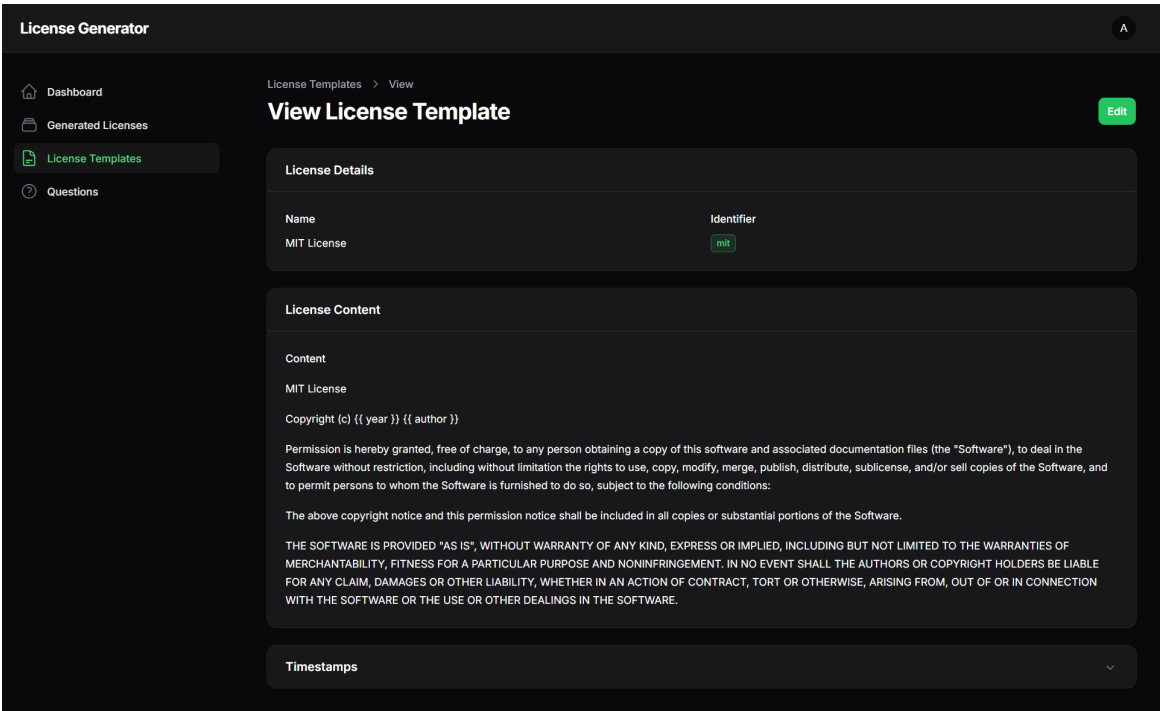 License Generator
A
Dashboard
Generated Licenses
License Templates
Questions
License Templates > View
View License Template
Edit
License Details
Name
Identifier
MIT License
mit
License Content
Content
MIT License
Copyright (c) {{ year }} {{ author }}
Permission is hereby granted, free of charge, to any person obtaining a copy of this software and associated documentation files (the "Software"), to deal in the
Software without restriction, including without limitation the rights to use, copy, modify, merge, publish, distribute, sublicense, and/or sell copies of the Software, and
to permit persons to whom the Software is furnished to do so, subject to the following conditions:
The above copyright notice and this permission notice shall be included in all copies or substantial portions of the Software.
THE SOFTWARE IS PROVIDED "AS IS", WITHOUT WARRANTY OF ANY KIND, EXPRESS OR IMPLIED, INCLUDING BUT NOT LIMITED TO THE WARRANTIES OF
MERCHANTABILITY, FITNESS FOR A PARTICULAR PURPOSE AND NONINFRINGEMENT. IN NO EVENT SHALL THE AUTHORS OR COPYRIGHT HOLDERS BE LIABLE
FOR ANY CLAIM, DAMAGES OR OTHER LIABILITY, WHETHER IN AN ACTION OF CONTRACT, TORT OR OTHERWISE, ARISING FROM, OUT OF OR IN CONNECTION
WITH THE SOFTWARE OR THE USE OR OTHER DEALINGS IN THE SOFTWARE.
Timestamps